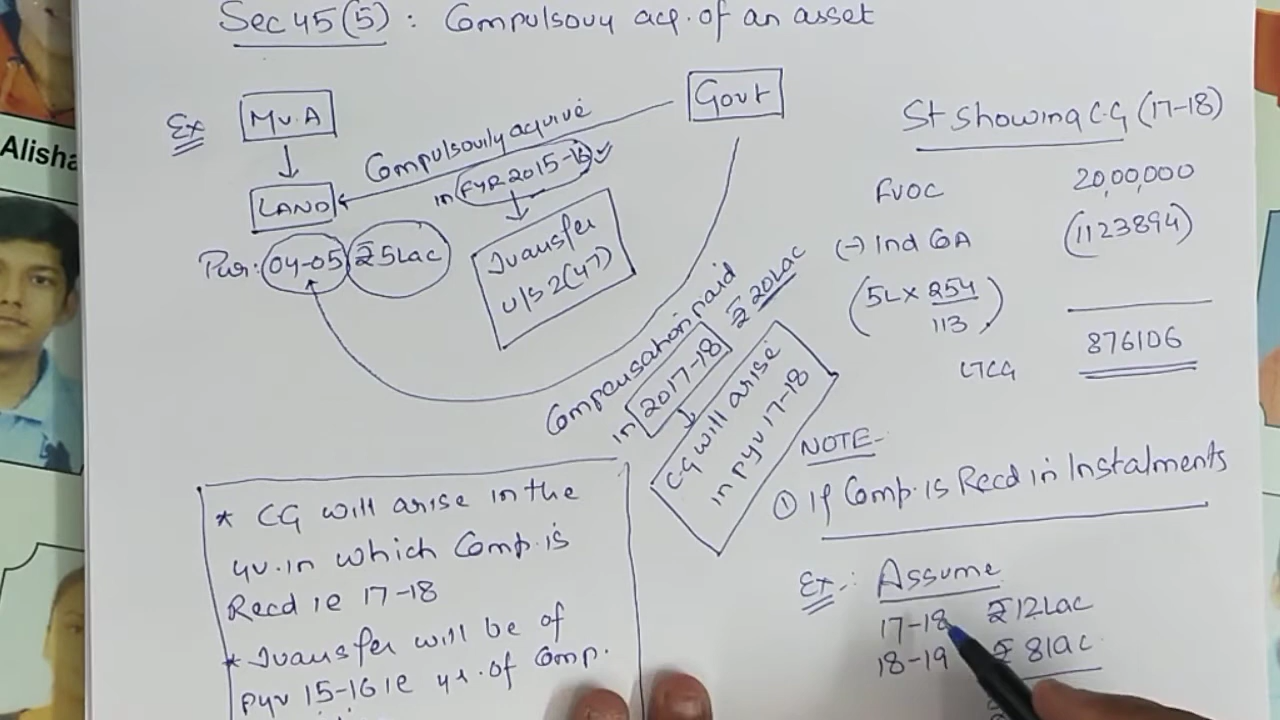 Sec 45(5) : Compulsory acq. of an asset
Alisha
Ex
Mr. A
LAND
Pur: 04-05 ₹5Lac
Govt
Compulsorily acquire
in FYR 2015-16
Transfer
u/s 2(47)
Compensation paid
in 2017-18 ₹ 20Lac
CG will arise
in pyr 17-18
St Showing C.G (17-18)
FVOC 20,00,000
(-) Ind COA (1123894)
(5L X 254
113)
LTCG 876106
* CG will arise in the
yr. in which Comp. is
Recd ie 17-18
* Transfer will be of
pyr 15-16 ie yr. of Comp.
NOTE-
① If Comp. is Recd in Instalments
Ex-: Assume
17-18 ₹12Lac
18-19 ₹ 8lac